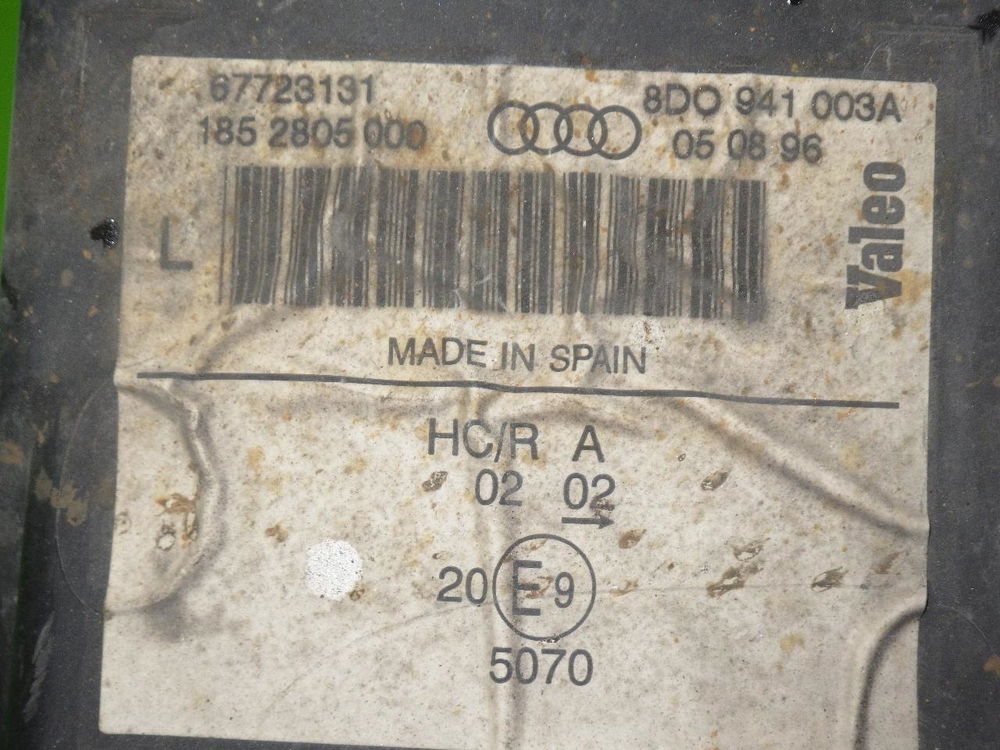 67723131
8D0 941 003A
185 2805 000
05 08 96
Valeo
L
MADE IN SPAIN
HC/R A
02 02
20 E 9
5070